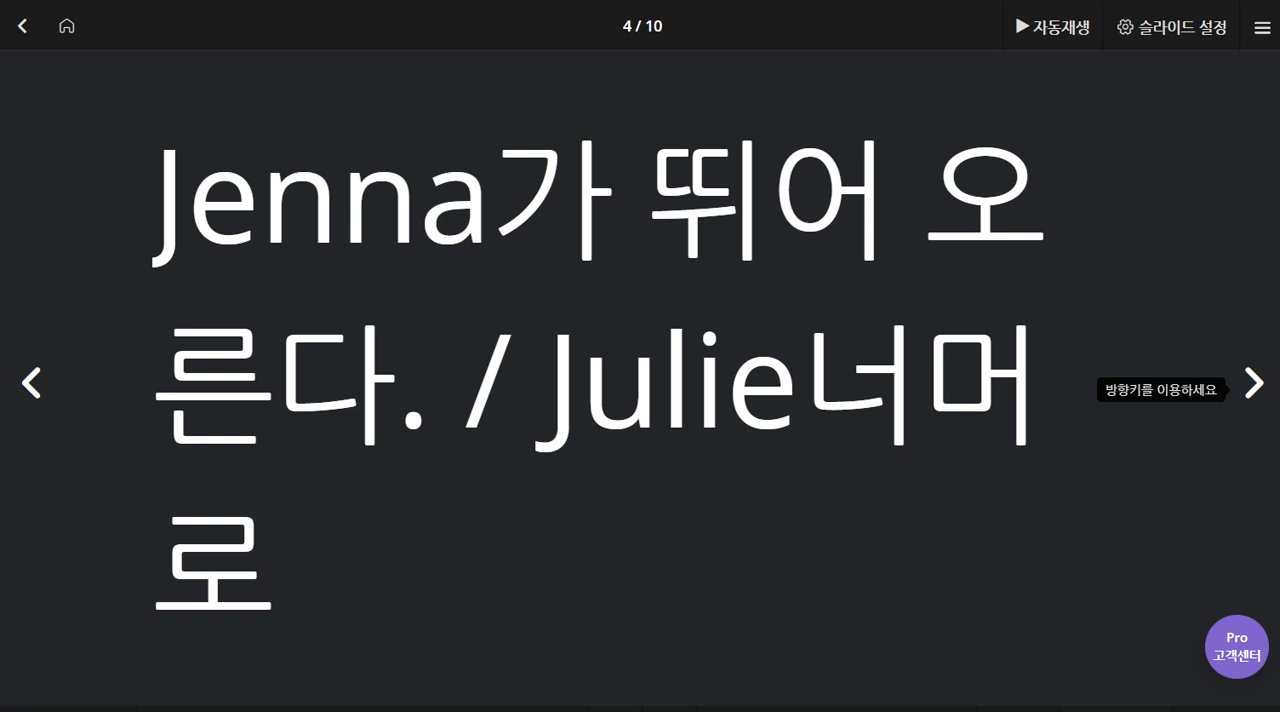 4 / 10
▶ 자동재생
슬라이드 설정
Jenna가 뛰어 오
른다. / Julie너머
로
방향키를 이용하세요
Pro
고객센터